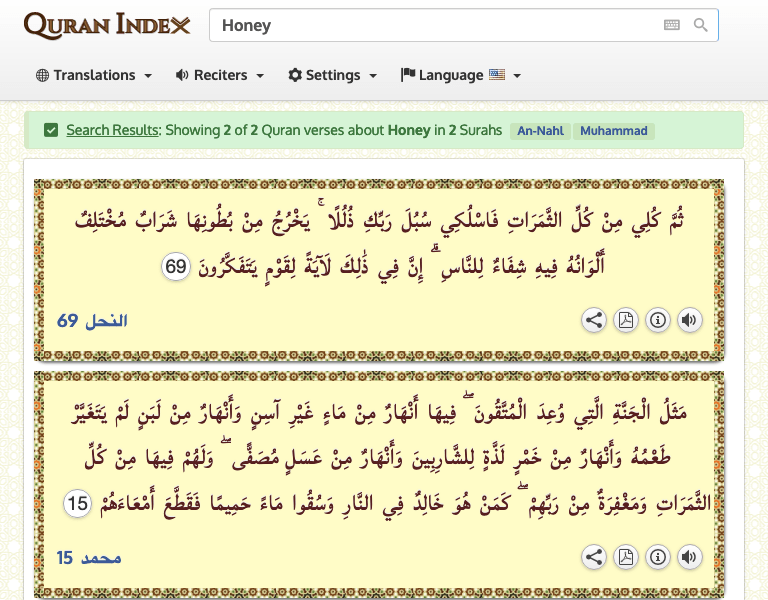 QURAN INDEX
Honey
Translations
Reciters
Settings
Language
Search Results: Showing 2 of 2 Quran verses about Honey in 2 Surahs An-Nahl Muhammad
ثُمَّ كُلِي مِنْ كُلِّ الثَّمَرَاتِ فَاسْلُكِي سُبُلَ رَبِّكِ ذُلُلًا ۚ يَخْرُجُ مِنْ بُطُونِهَا شَرَابٌ مُخْتَلِفٌ
أَلْوَانُهُ فِيهِ شِفَاءٌ لِلنَّاسِ ۗ إِنَّ فِي ذَٰلِكَ لَآيَةً لِقَوْمٍ يَتَفَكَّرُونَ 69
النحل 69
مَثَلُ الْجَنَّةِ الَّتِي وُعِدَ الْمُتَّقُونَ ۖ فِيهَا أَنْهَارٌ مِنْ مَاءٍ غَيْرِ آسِنٍ وَأَنْهَارٌ مِنْ لَبَنٍ لَمْ يَتَغَيَّرْ
طَعْمُهُ وَأَنْهَارٌ مِنْ خَمْرٍ لَذَّةٍ لِلشَّارِبِينَ وَأَنْهَارٌ مِنْ عَسَلٍ مُصَفًّى ۖ وَلَهُمْ فِيهَا مِنْ كُلِّ
الثَّمَرَاتِ وَمَغْفِرَةٌ مِنْ رَبِّهِمْ ۖ كَمَنْ هُوَ خَالِدٌ فِي النَّارِ وَسُقُوا مَاءً حَمِيمًا فَقَطَّعَ أَمْعَاءَهُمْ 15
محمد 15